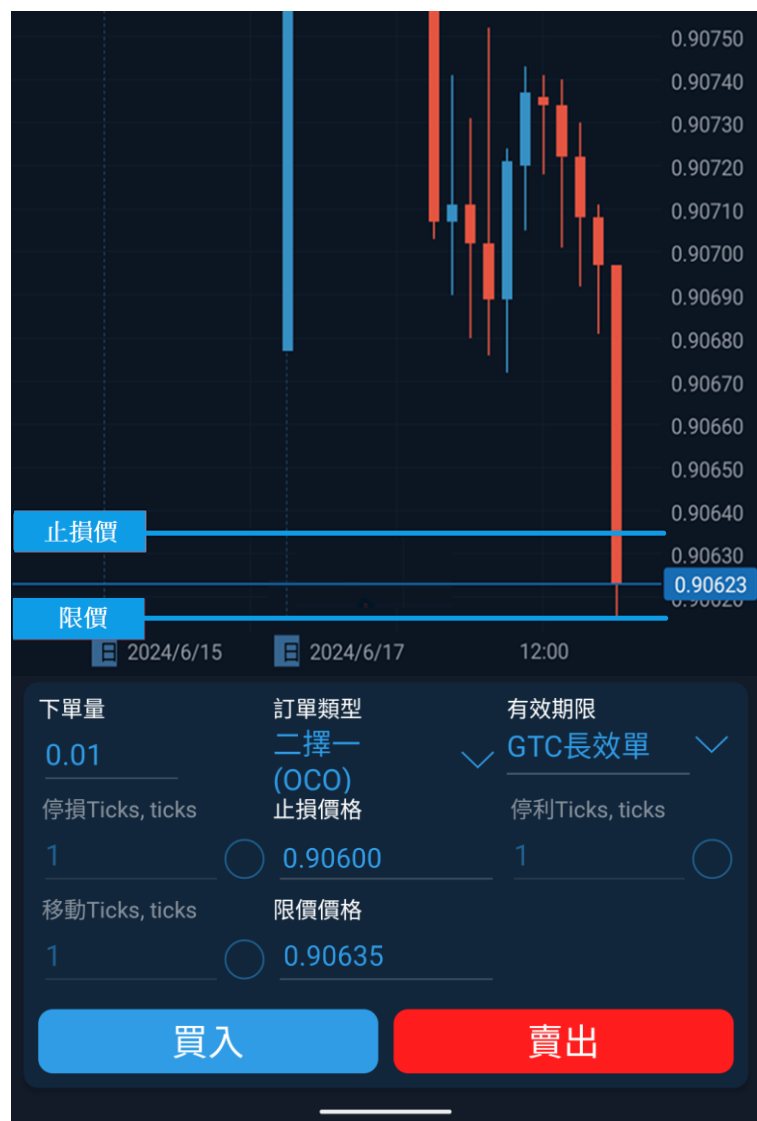 0.90750
0.90740
0.90730
0.90720
0.90710
0.90700
0.90690
0.90680
0.90670
0.90660
0.90650
0.90640
止損價
0.90630
0.90623
0.90620
限價
日 2024/6/15
日 2024/6/17
12:00
下單量
訂單類型
有效期限
0.01
二擇一
(OCO)
GTC長效單
停損Ticks, ticks
止損價格
停利Ticks, ticks
1
0.90600
1
移動Ticks, ticks
限價價格
1
0.90635
買入
賣出